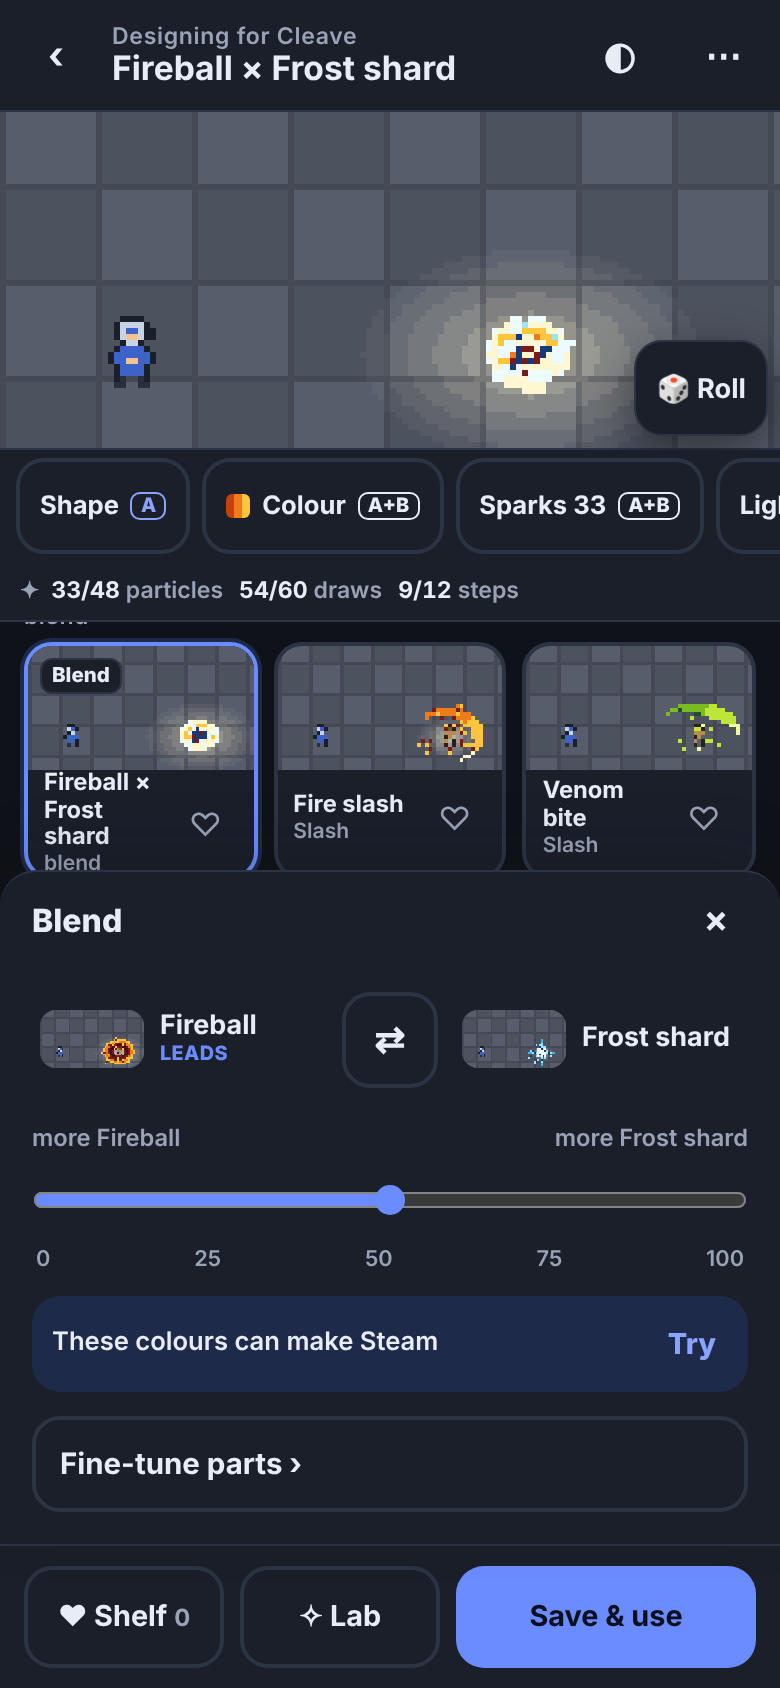 Designing for Cleave
Fireball × Frost shard
Roll
Shape A
Colour A+B
Sparks 33 A+B
✦ 33/48 particles 54/60 draws 9/12 steps
blend
Blend
Fireball ×
Frost
shard
blend
Fire slash
Slash
Venom
bite
Slash
Blend
×
Fireball
LEADS
⇄
Frost shard
more Fireball
more Frost shard
0 25 50 75 100
These colours can make Steam
Try
Fine-tune parts ›
♥ Shelf 0
✧ Lab
Save & use